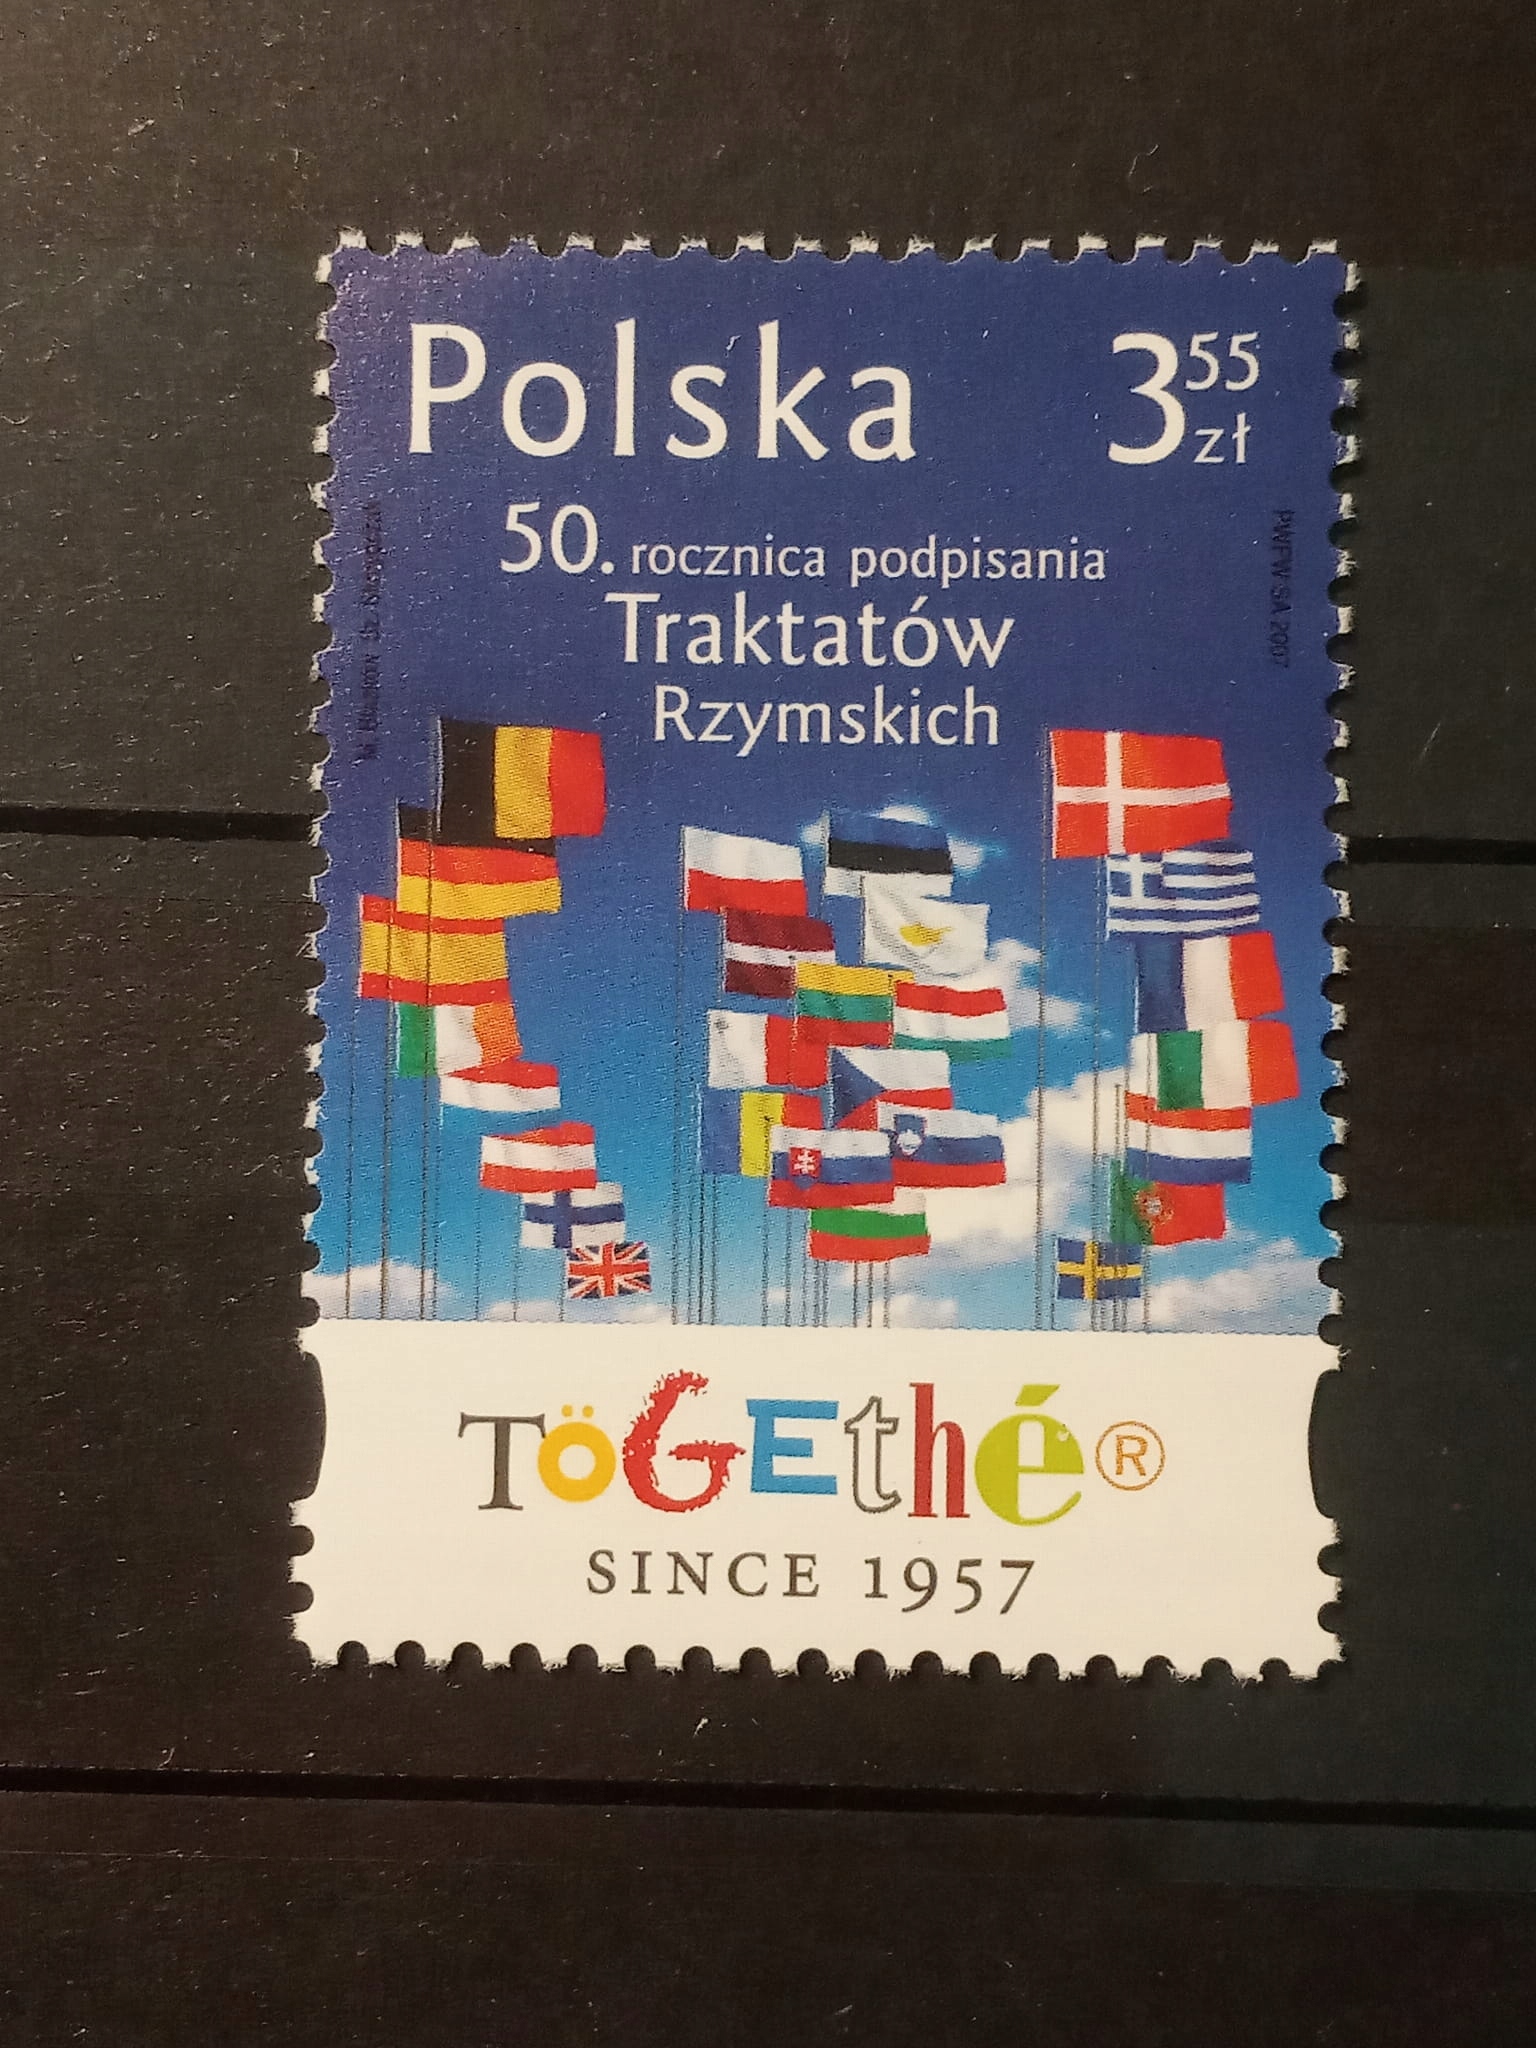 Polska 3 55 zł
50. rocznica podpisania
Traktatów
Rzymskich
PWPW SA 2007
TöGEthé ®
SINCE 1957